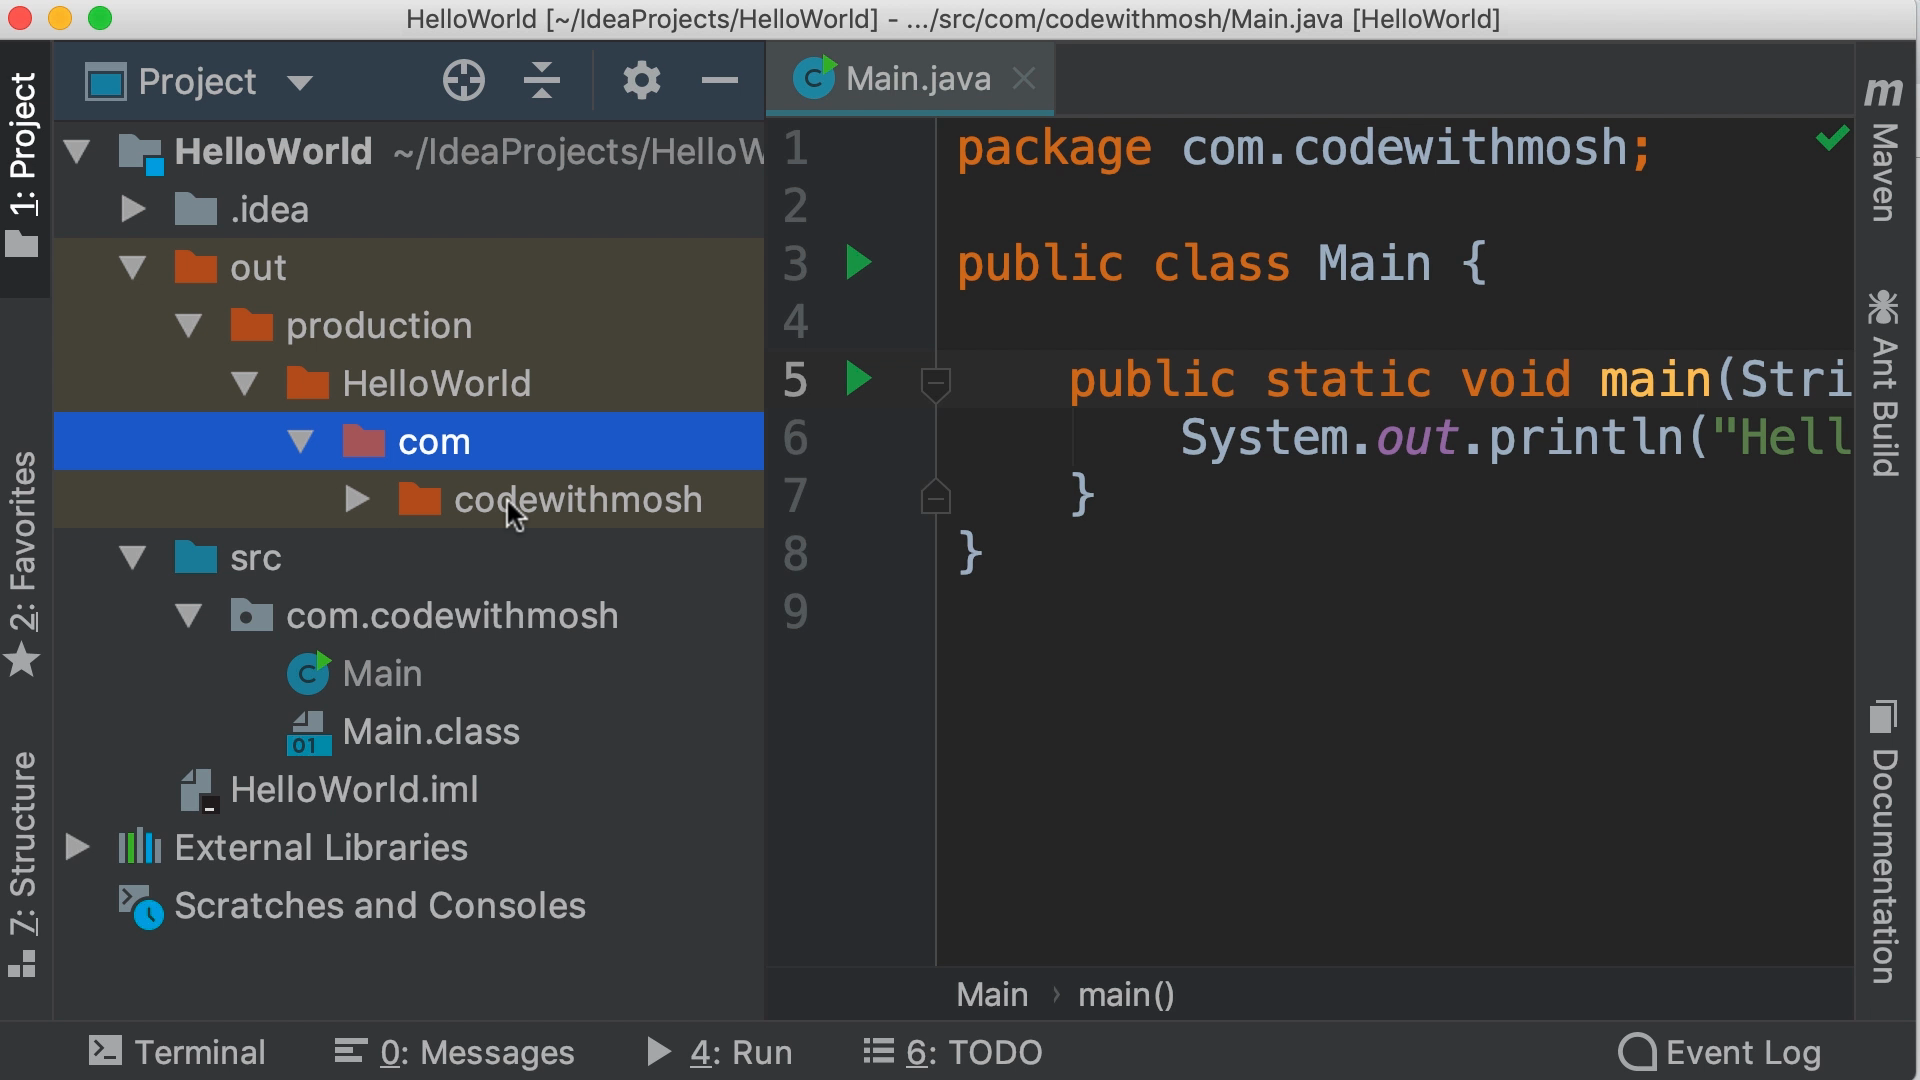 HelloWorld [~/IdeaProjects/HelloWorld] - .../src/com/codewithmosh/Main.java [HelloWorld]
1: Project
2: Favorites
7: Structure
Project
HelloWorld ~/IdeaProjects/HelloW
.idea
out
production
HelloWorld
com
codewithmosh
src
com.codewithmosh
Main
01
Main.class
HelloWorld.iml
External Libraries
Scratches and Consoles
Main.java
1 package com.codewithmosh;
2
3 public class Main {
4
5 public static void main(Stri
6 System.out.println("Hell
7 }
8 }
9
Main › main()
m Maven
Ant Build
Documentation
Terminal
0: Messages
4: Run
6: TODO
Event Log